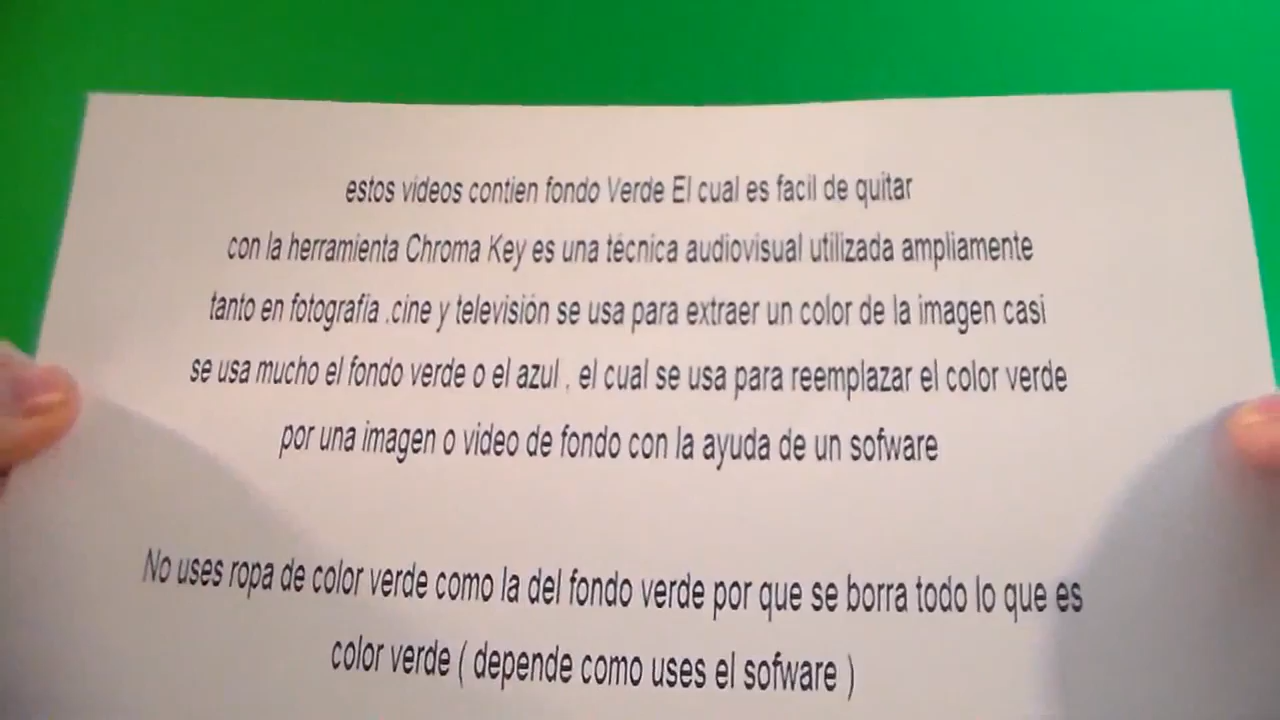 estos videos contien fondo Verde El cual es facil de quitar
con la herramienta Chroma Key es una técnica audiovisual utilizada ampliamente
tanto en fotografía .cine y televisión se usa para extraer un color de la imagen casi
se usa mucho el fondo verde o el azul , el cual se usa para reemplazar el color verde
por una imagen o video de fondo con la ayuda de un sofware
No uses ropa de color verde como la del fondo verde por que se borra todo lo que es
color verde ( depende como uses el sofware )